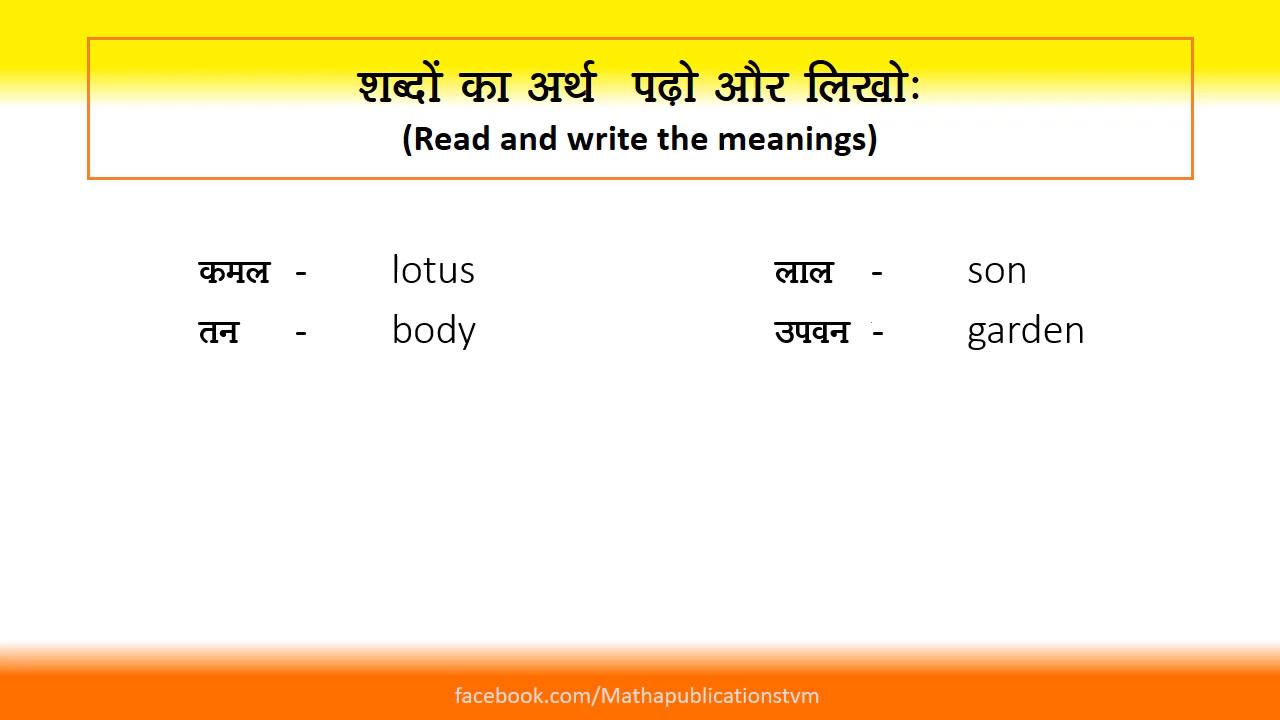 शब्दों का अर्थ पढ़ो और लिखोः
(Read and write the meanings)
कमल - lotus लाल - son
तन - body उपवन - garden
facebook.com/Mathapublicationstvm